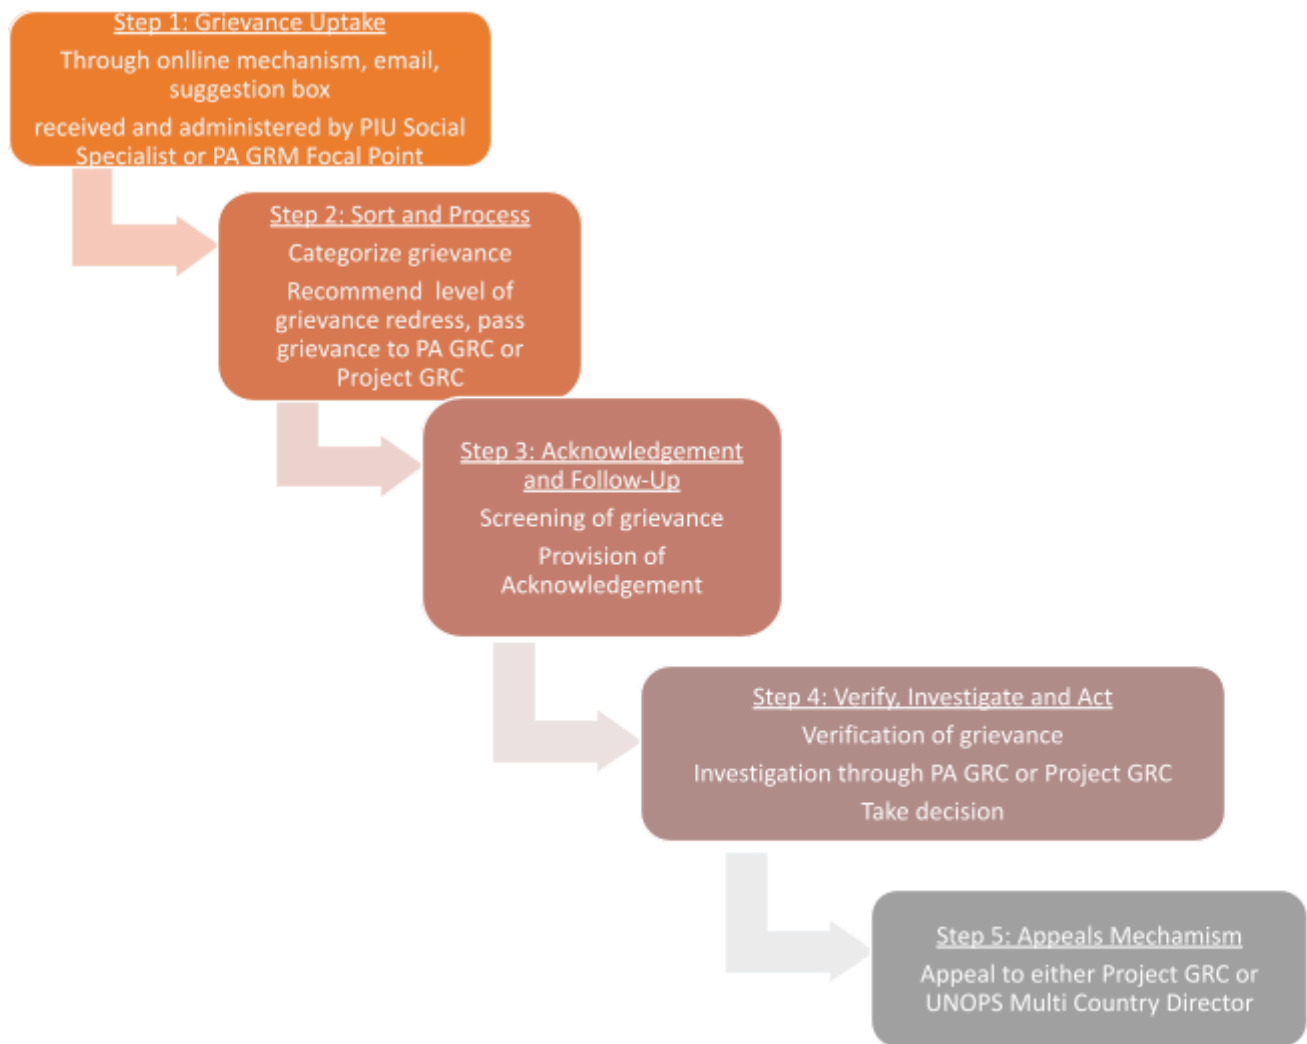 Step 1: Grievance Uptake
Through onlline mechanism, email,
suggestion box
received and administered by PIU Social
Specialist or PA GRM Focal Point
Step 2: Sort and Process
Categorize grievance
Recommend level of
grievance redress, pass
grievance to PA GRC or
Project GRC
Step 3: Acknowledgement
and Follow-Up
Screening of grievance
Provision of
Acknowledgement
Step 4: Verify, Investigate and Act
Verification of grievance
Investigation through PA GRC or Project GRC
Take decision
Step 5: Appeals Mechamism
Appeal to either Project GRC or
UNOPS Multi Country Director